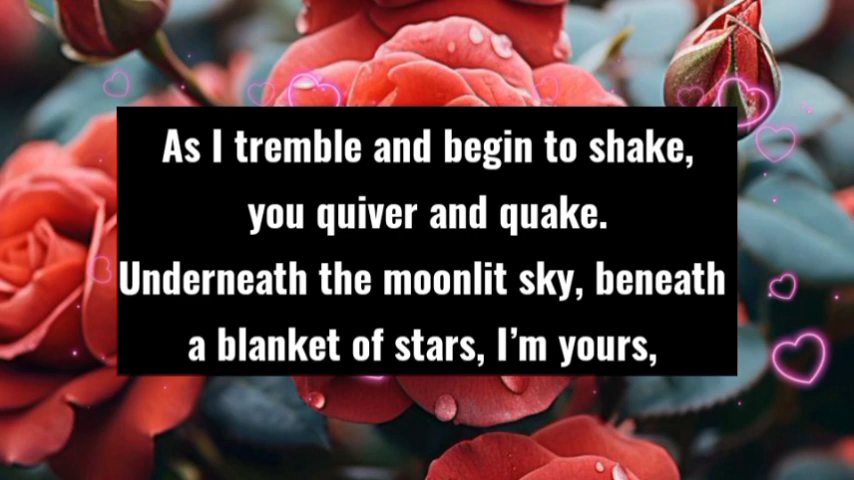 As I tremble and begin to shake,
you quiver and quake.
Underneath the moonlit sky, beneath
a blanket of stars, I’m yours,